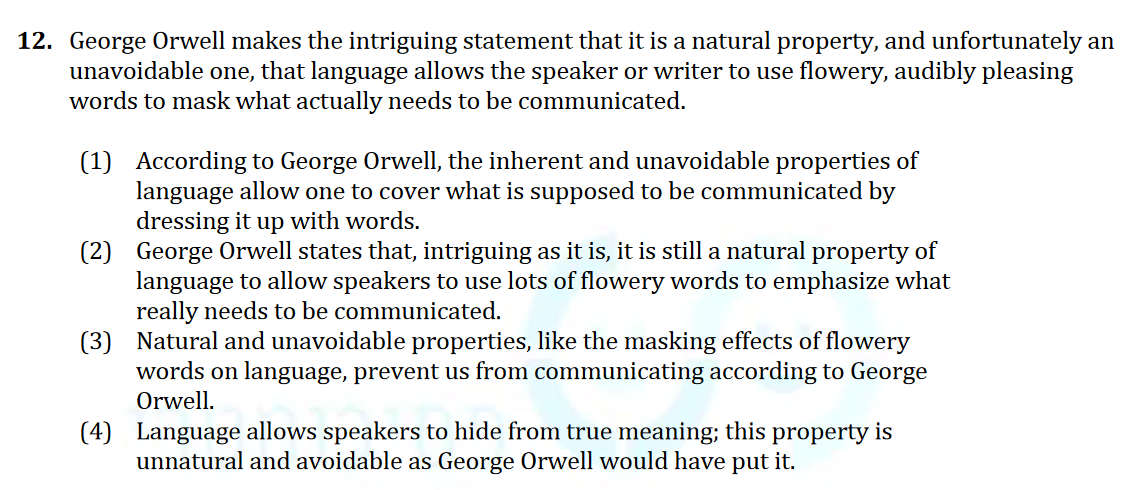 12. George Orwell makes the intriguing statement that it is a natural property, and unfortunately an
unavoidable one, that language allows the speaker or writer to use flowery, audibly pleasing
words to mask what actually needs to be communicated.
(1) According to George Orwell, the inherent and unavoidable properties of
language allow one to cover what is supposed to be communicated by
dressing it up with words.
(2) George Orwell states that, intriguing as it is, it is still a natural property of
language to allow speakers to use lots of flowery words to emphasize what
really needs to be communicated.
(3) Natural and unavoidable properties, like the masking effects of flowery
words on language, prevent us from communicating according to George
Orwell.
(4) Language allows speakers to hide from true meaning; this property is
unnatural and avoidable as George Orwell would have put it.